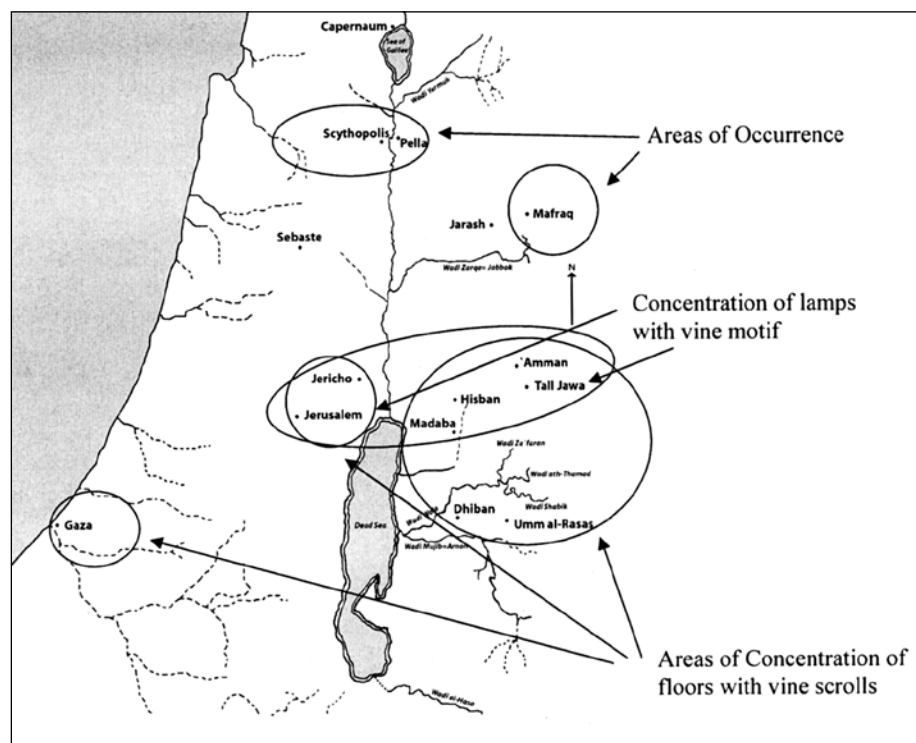 Capernaum
Sea of
Galilee
Wadi Yarmuk
Scythopolis
Pella
Areas of Occurrence
Mafraq
Jarash
Sebaste
Wadi Zarqa=Jabbok
N
Concentration of lamps
with vine motif
`Amman
Jericho
Tall Jawa
Hisban
Jerusalem
Madaba
Wadi Za`faran
Wadi ath-Thamad
Wadi Shabik
Gaza
Dead Sea
Wadi Wala
Dhiban
Umm al-Rasas
Wadi Mujib=Arnon
Areas of Concentration of
floors with vine scrolls
Wadi el-Hasa